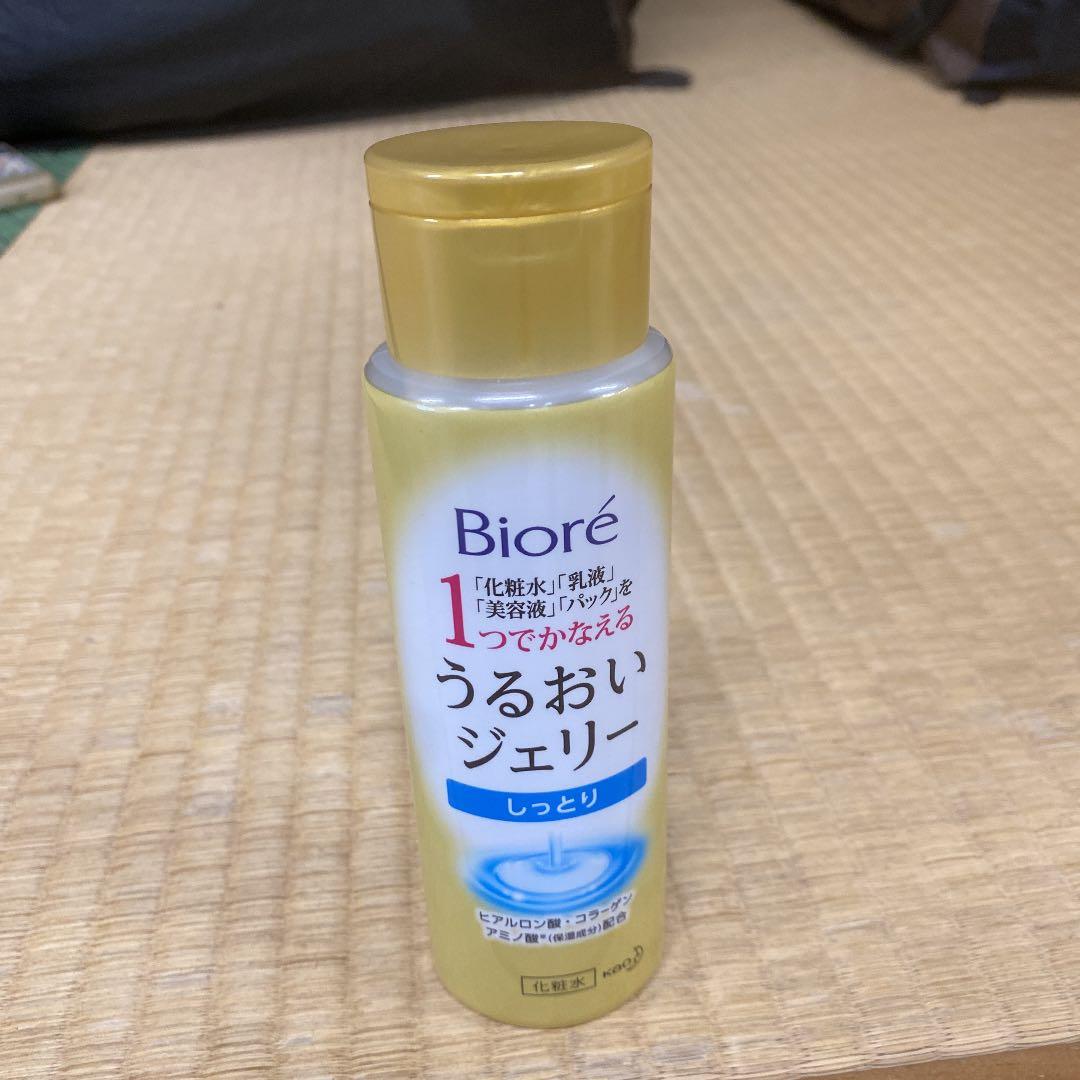 Bioré
「化粧水」「乳液」
「美容液」「パック」を
1つでかなえる
うるおい
ジェリー
しっとり
ヒアルロン酸・コラーゲン
アミノ酸*(保湿成分)配合
化粧水
Kao